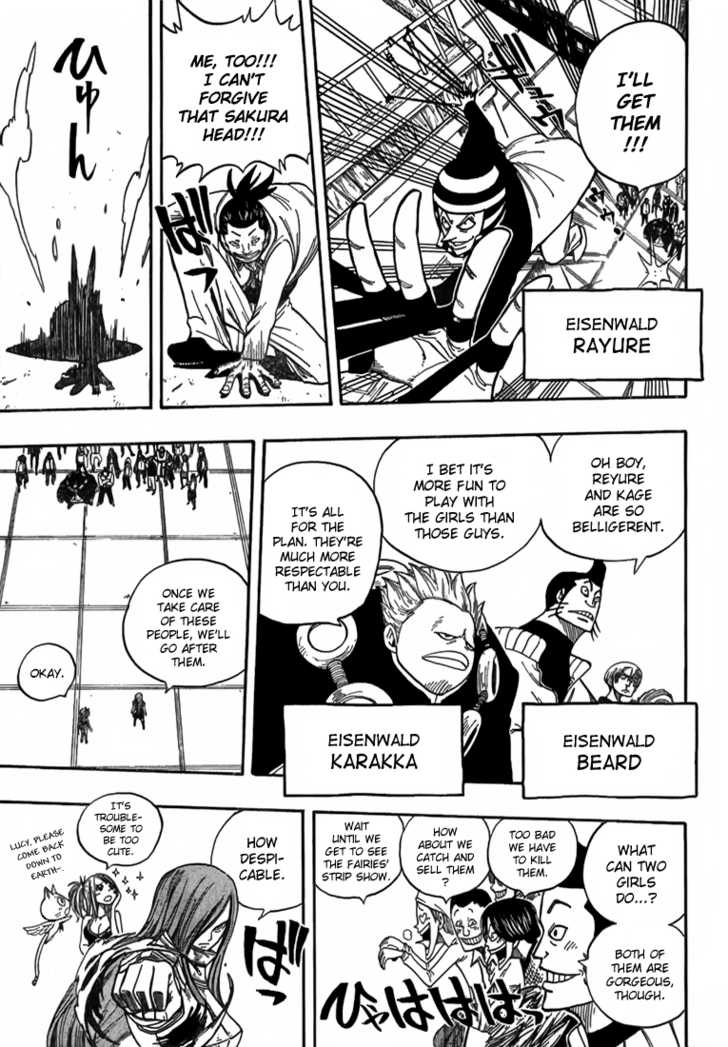 I'LL
GET
THEM
!!!
EISENWALD
RAYURE
ME, TOO!!!
I CAN'T
FORGIVE
THAT SAKURA
HEAD!!!
ばっ
ひゅん
OH BOY,
REYURE
AND KAGE
ARE SO
BELLIGERENT.
I BET IT'S
MORE FUN TO
PLAY WITH
THE GIRLS THAN
THOSE GUYS.
IT'S ALL
FOR THE
PLAN. THEY'RE
MUCH MORE
RESPECTABLE
THAN YOU.
EISENWALD
BEARD
EISENWALD
KARAKKA
ONCE WE
TAKE CARE
OF THESE
PEOPLE, WE'LL
GO AFTER
THEM.
OKAY.
WHAT
CAN TWO
GIRLS
DO...?
BOTH OF
THEM ARE
GORGEOUS,
THOUGH.
TOO BAD
WE HAVE
TO KILL
THEM.
HOW
ABOUT WE
CATCH AND
SELL THEM
?
WAIT
UNTIL WE
GET TO SEE
THE FAIRIES'
STRIP SHOW.
ひゃはははは
HOW
DESPI-
CABLE.
ばっ
IT'S
TROUBLE-
SOME TO
BE TOO
CUTE.
LUCY, PLEASE
COME BACK
DOWN TO
EARTH~.